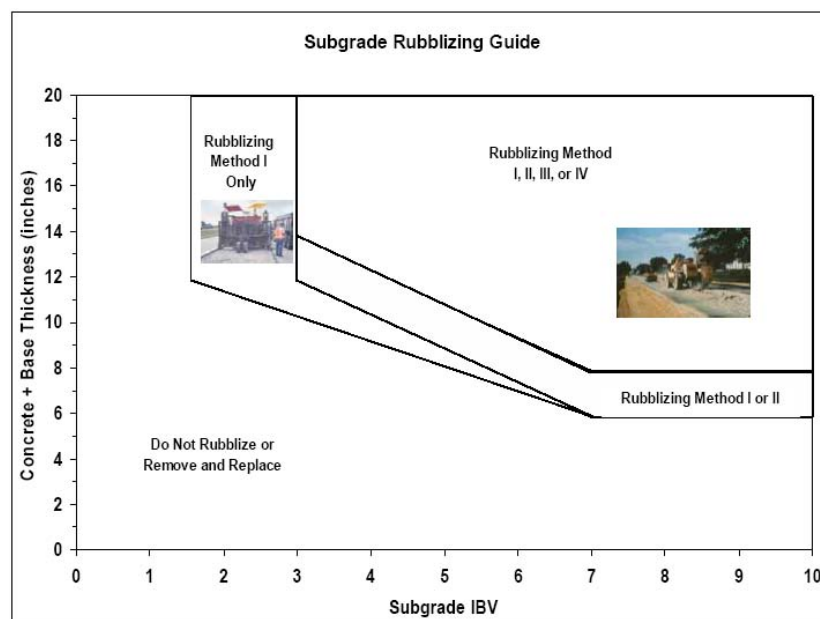 Subgrade Rubblizing Guide
Concrete + Base Thickness (inches)
20
18
16
14
12
10
8
6
4
2
0
Rubblizing
Method I
Only
Rubblizing Method
I, II, III, or IV
Rubblizing Method I or II
Do Not Rubblize or
Remove and Replace
0 1 2 3 4 5 6 7 8 9 10
Subgrade IBV